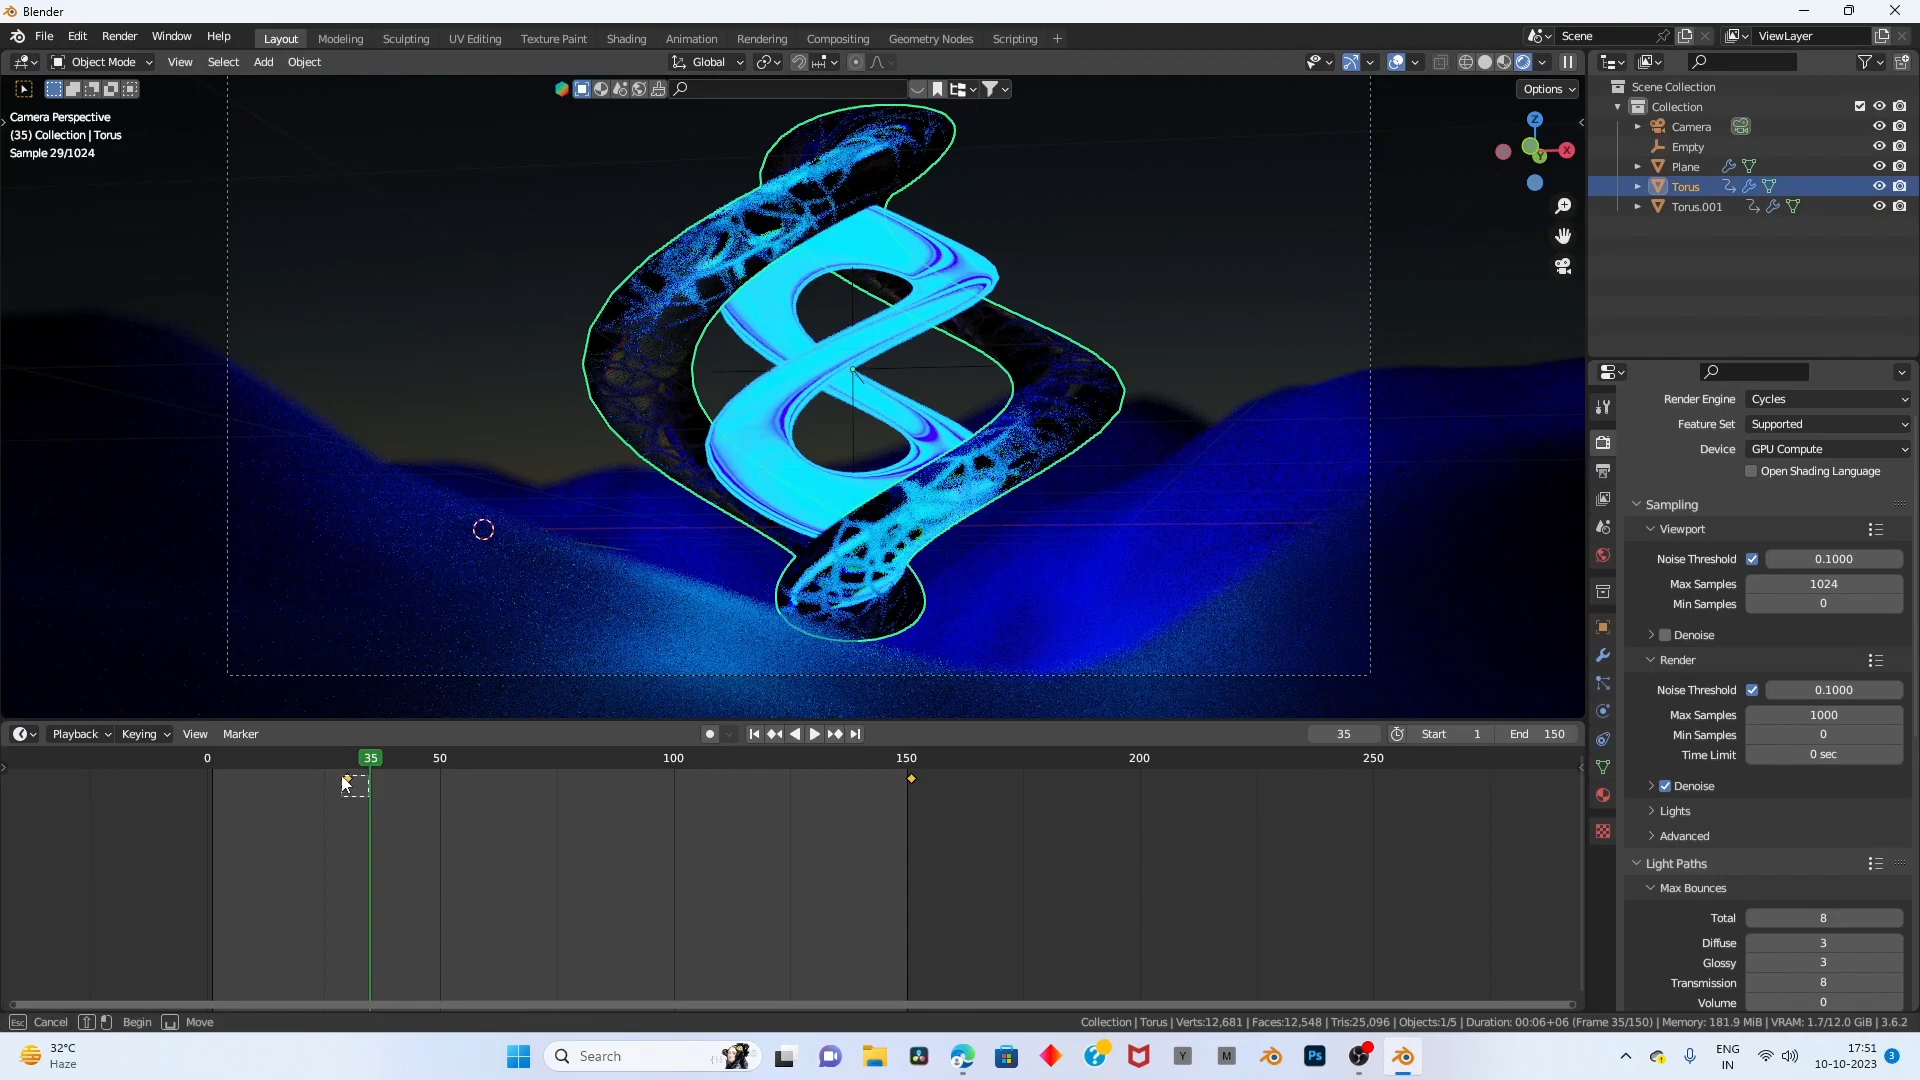 Blender
File Edit Render Window Help Layout Modeling Sculpting UV Editing Texture Paint Shading Animation Rendering Compositing Geometry Nodes Scripting + Scene ViewLayer
Object Mode View Select Add Object Global
Options
Camera Perspective
(35) Collection | Torus
Sample 29/1024
Z
X
Y
Scene Collection
Collection
Camera
Empty
Plane
Torus
Torus.001
Render Engine Cycles
Feature Set Supported
Device GPU Compute
Open Shading Language
Sampling
Viewport
Noise Threshold 0.1000
Max Samples 1024
Min Samples 0
Denoise
Render
Noise Threshold 0.1000
Max Samples 1000
Min Samples 0
Time Limit 0 sec
Denoise
Lights
Advanced
Light Paths
Max Bounces
Total 8
Diffuse 3
Glossy 3
Transmission 8
Volume 0
Playback Keying View Marker 35 Start 1 End 150
0 35 50 100 150 200 250
Esc Cancel Begin Move Collection | Torus | Verts:12,681 | Faces:12,548 | Tris:25,096 | Objects:1/5 | Duration: 00:06+06 (Frame 35/150) | Memory: 181.9 MiB | VRAM: 1.7/12.0 GiB | 3.6.2
32°C
Haze
Search
Y
M
Ps
ENG
IN
17:51
10-10-2023
3